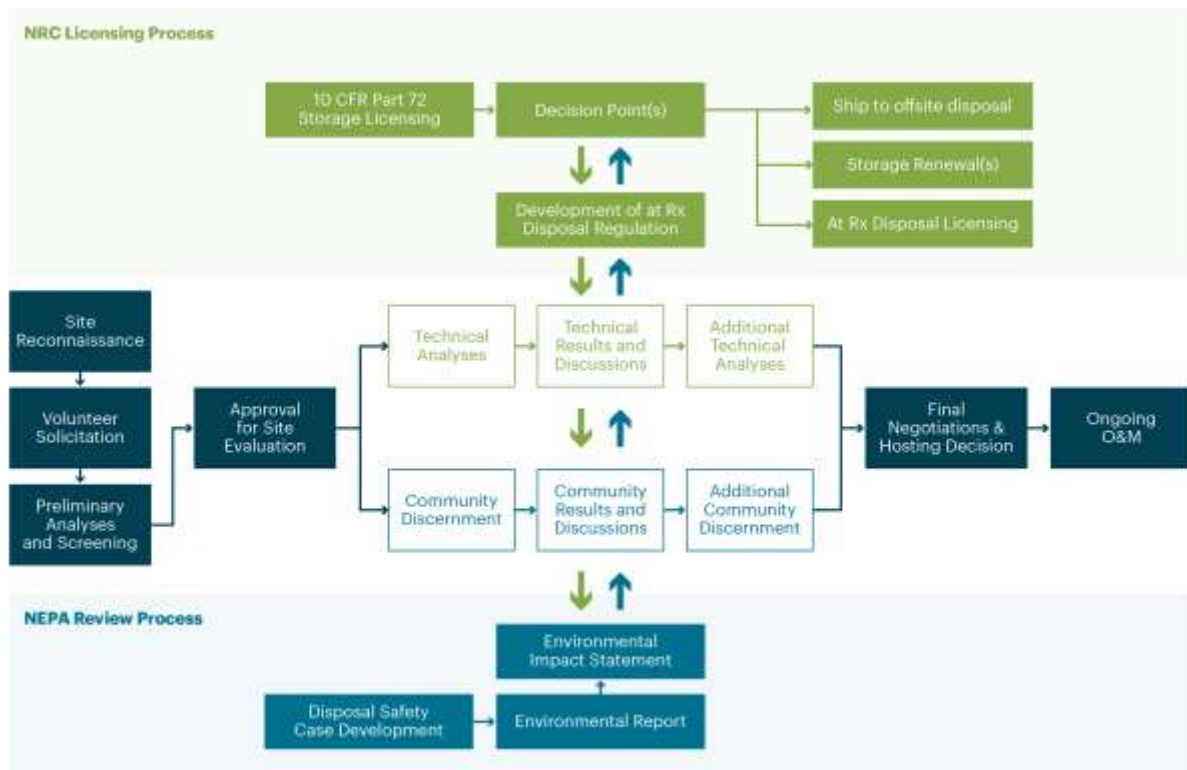 NRC Licensing Process
10 CFR Part 72
Storage Licensing
Decision Point(s)
Ship to offsite disposal
Storage Renewal(s)
Development of at Rx
Disposal Regulation
At Rx Disposal Licensing
Site
Reconnaissance
Volunteer
Solicitation
Preliminary
Analyses
and Screening
Approval
for Site
Evaluation
Technical
Analyses
Technical
Results and
Discussions
Additional
Technical
Analyses
Community
Discernment
Community
Results and
Discussions
Additional
Community
Discernment
Final
Negotiations &
Hosting Decision
Ongoing
O&M
NEPA Review Process
Environmental
Impact Statement
Disposal Safety
Case Development
Environmental Report